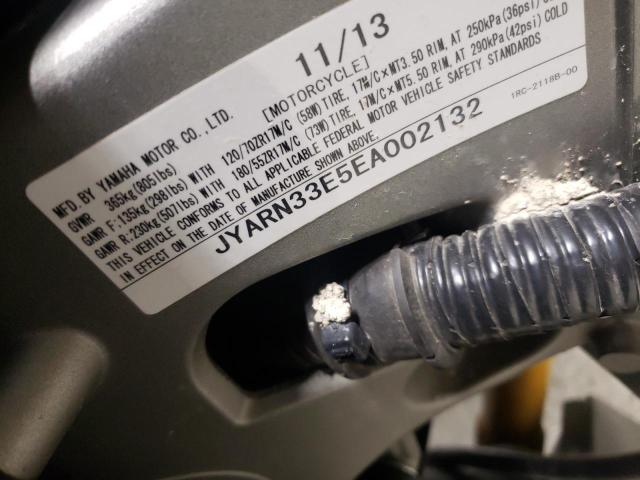 MFD. BY YAMAHA MOTOR CO., LTD. 11/13
GVWR 365kg(805lbs) [MOTORCYCLE]
GAWR F:135kg(298lbs) WITH 120/70ZR17M/C (58W) TIRE, 17M/C×MT3.50 RIM, AT 250kPa(36psi)
GAWR R:230kg(507lbs) WITH 180/55ZR17M/C (73W) TIRE, 17M/C×MT5.50 RIM, AT 290kPa(42psi) COLD
THIS VEHICLE CONFORMS TO ALL APPLICABLE FEDERAL MOTOR VEHICLE SAFETY STANDARDS
IN EFFECT ON THE DATE OF MANUFACTURE SHOWN ABOVE.
JYARN33E5EA002132
1RC-2118B-00